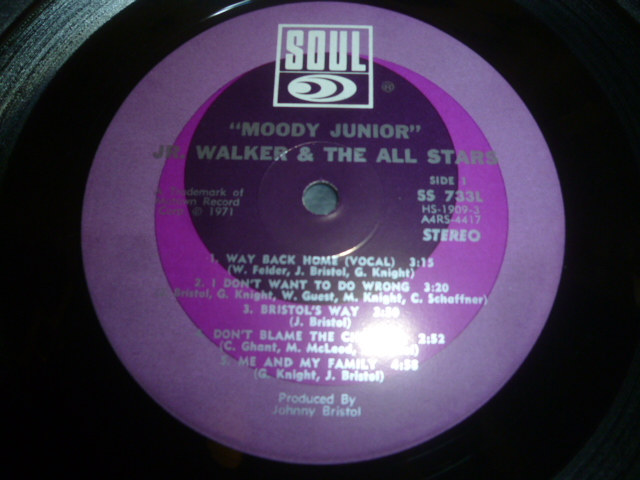 SOUL
®
"MOODY JUNIOR"
JR. WALKER & THE ALL STARS
SIDE 1
Trademark of
Motown Record
Corp. © 1971
SS 733L
HS-1909-3
A4RS-4417
STEREO
1. WAY BACK HOME (VOCAL) 3:15
(W. Felder, J. Bristol, G. Knight)
2. I DON'T WANT TO DO WRONG 3:20
Bristol, G. Knight, W. Guest, M. Knight, C. Schaffner)
3. BRISTOL'S WAY
(J. Bristol)
DON'T BLAME THE 2:52
(C. Ghant, M. McLeod,
5. ME AND MY FAMILY 4:58
(G. Knight, J. Bristol)
Produced By
Johnny Bristol